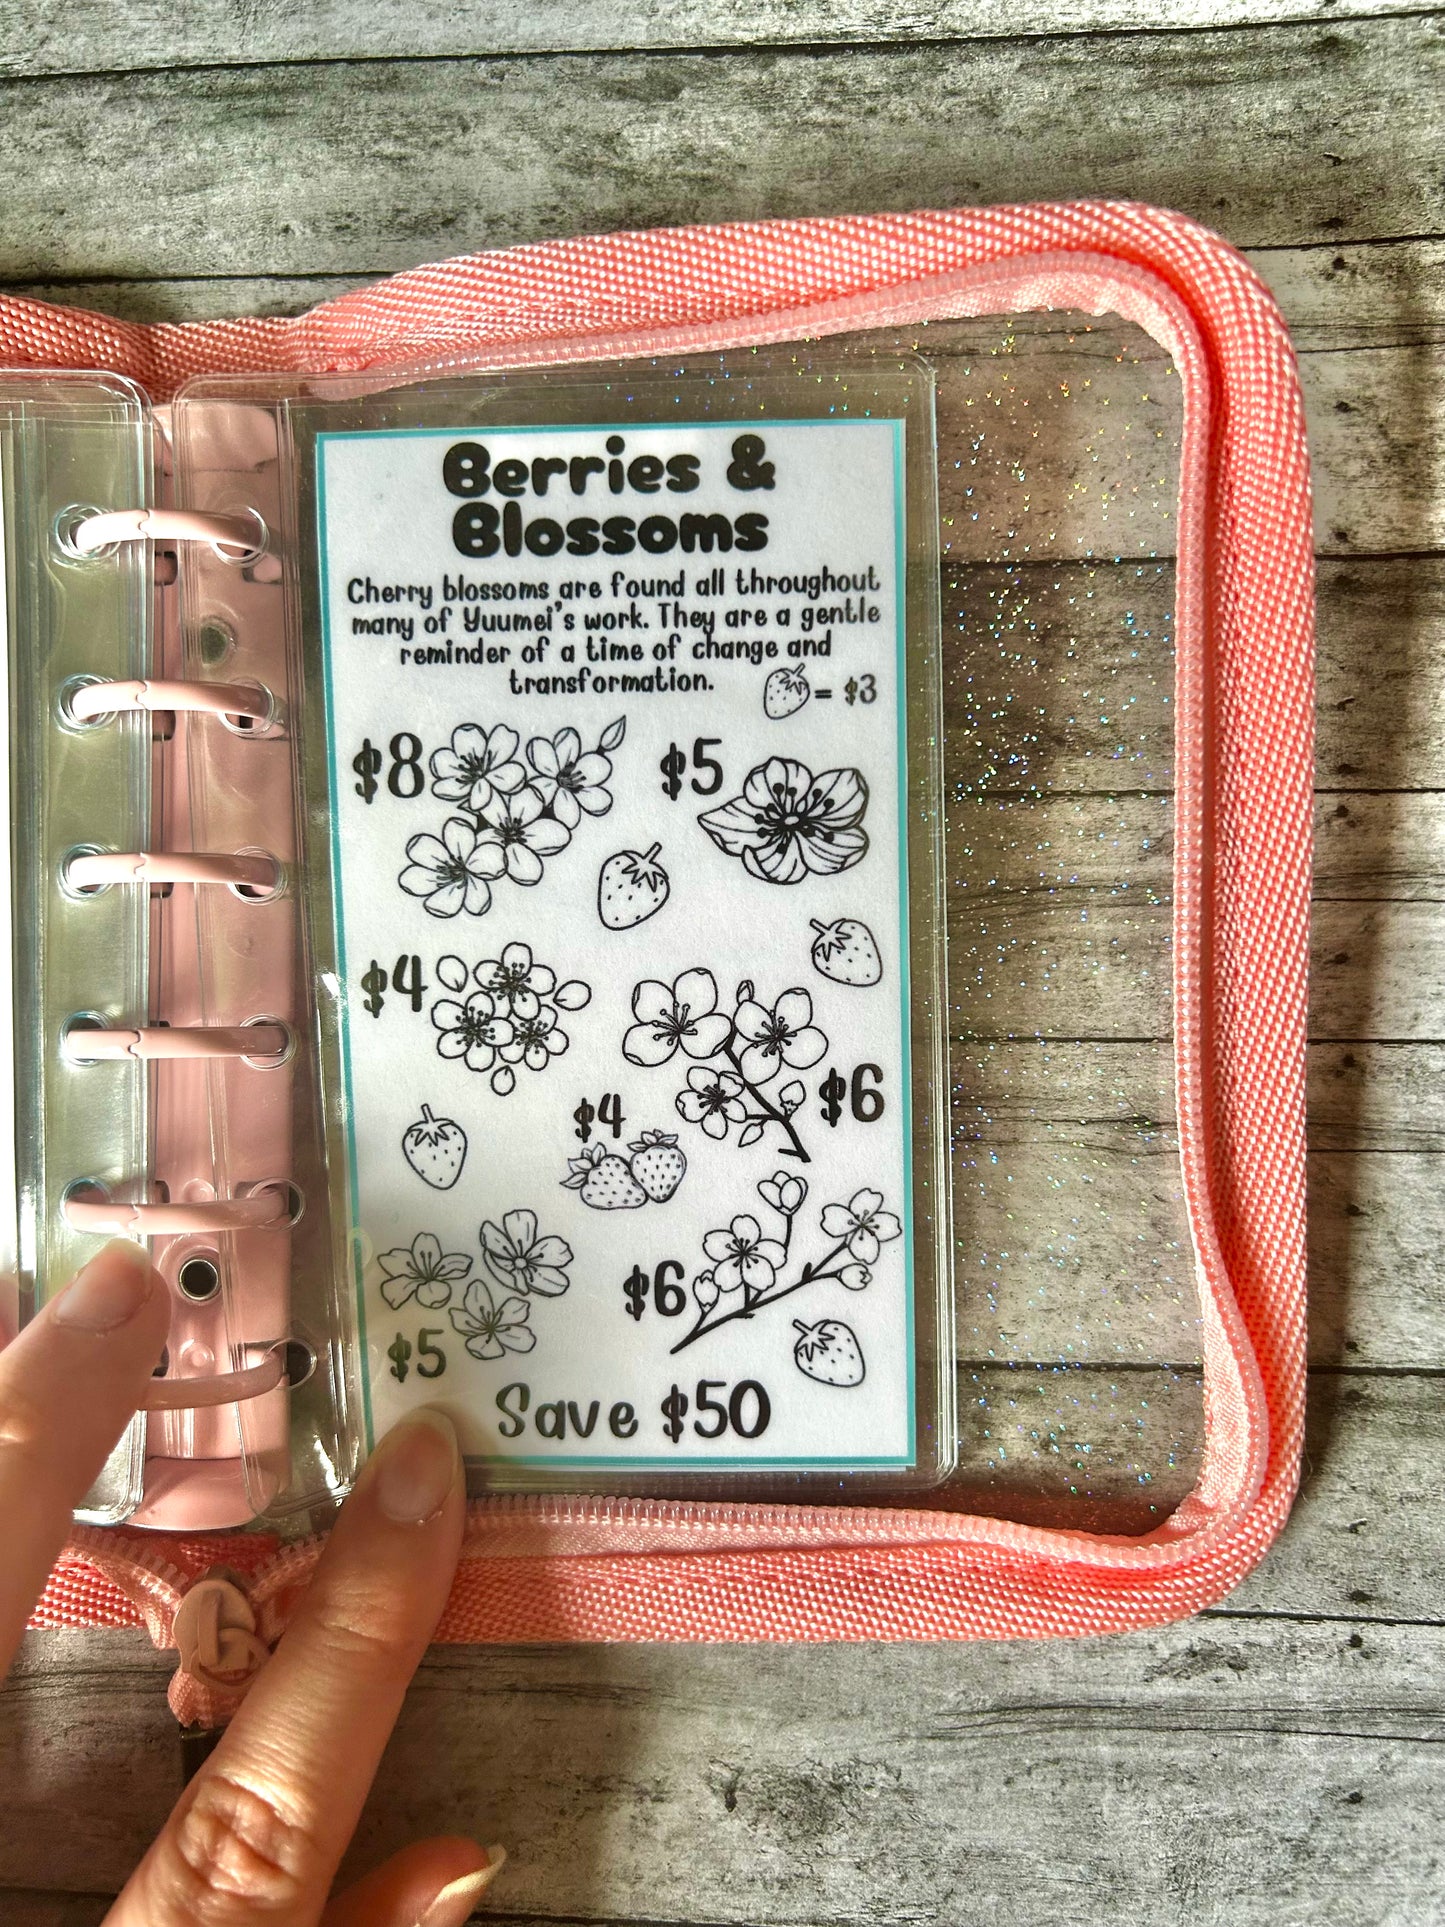 Berries &
Blossoms
Cherry blossoms are found all throughout
many of Yuumei's work. They are a gentle
reminder of a time of change and
transformation.
= $3
$8
$5
$4
$6
$4
$6
$5
Save $50